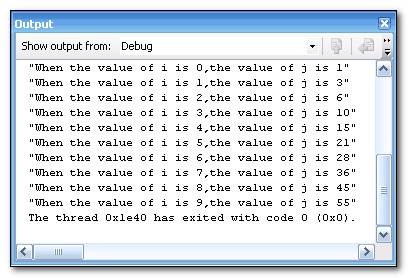 Output
Show output from: Debug
"When the value of i is 0,the value of j is 1"
"When the value of i is 1,the value of j is 3"
"When the value of i is 2,the value of j is 6"
"When the value of i is 3,the value of j is 10"
"When the value of i is 4,the value of j is 15"
"When the value of i is 5,the value of j is 21"
"When the value of i is 6,the value of j is 28"
"When the value of i is 7,the value of j is 36"
"When the value of i is 8,the value of j is 45"
"When the value of i is 9,the value of j is 55"
The thread 0x1e40 has exited with code 0 (0x0).